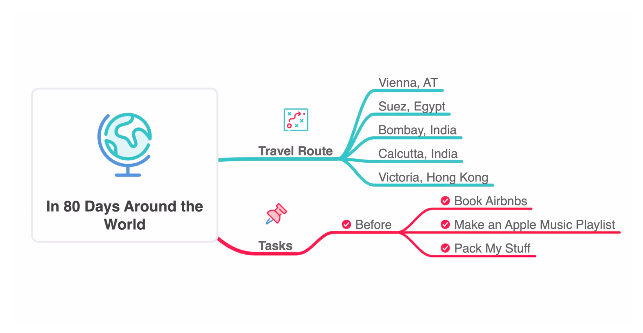 In 80 Days Around the
World
Travel Route
Vienna, AT
Suez, Egypt
Bombay, India
Calcutta, India
Victoria, Hong Kong
Tasks
Before
Book Airbnbs
Make an Apple Music Playlist
Pack My Stuff